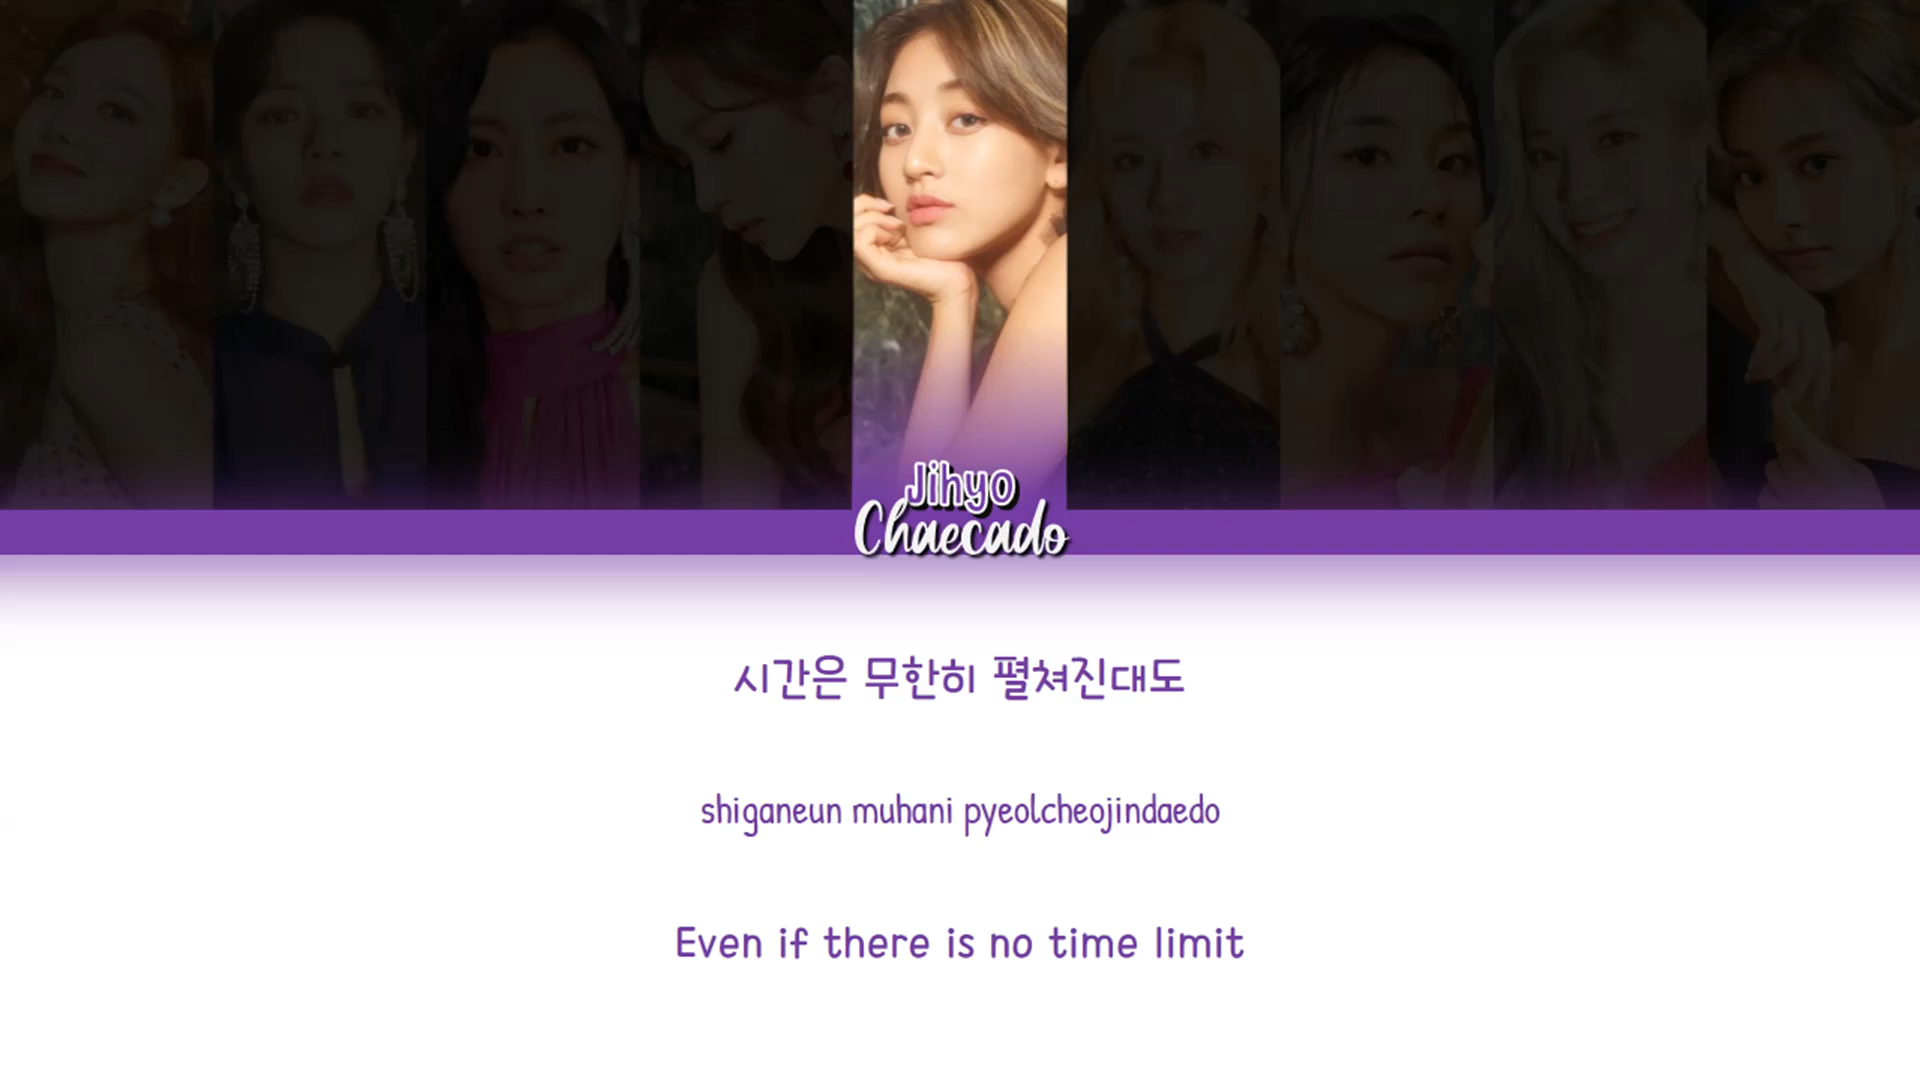 Jihyo
Chaecado
시간은 무한히 펼쳐진대도
shiganeun muhani pyeolcheojindaedo
Even if there is no time limit